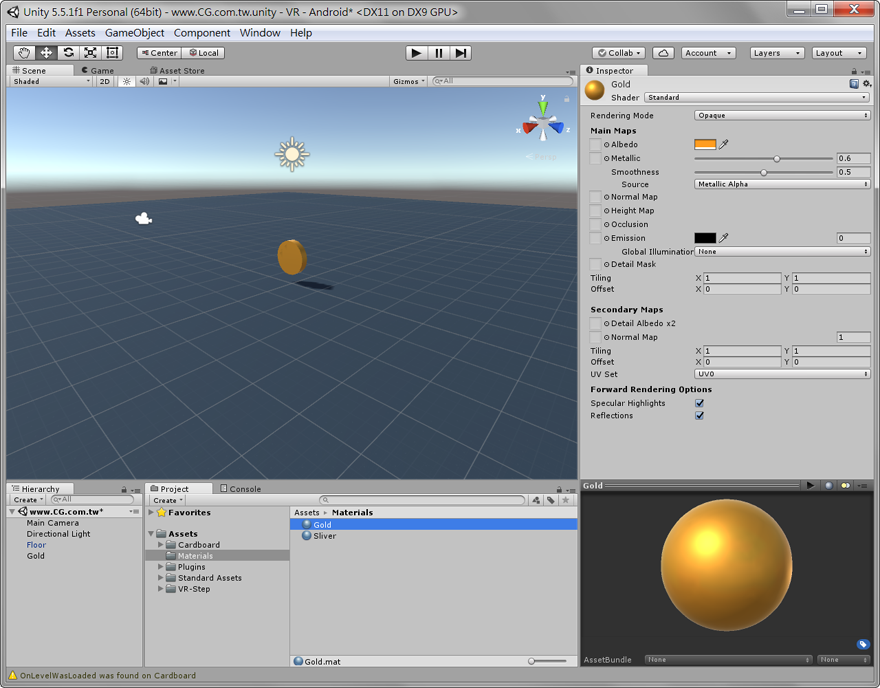 Unity 5.5.1f1 Personal (64bit) - www.CG.com.tw.unity - VR - Android* <DX11 on DX9 GPU>
File Edit Assets GameObject Component Window Help
Center Local Collab Account Layers Layout
Scene Game Asset Store
Shaded 2D Gizmos All
y
x z
Inspector
Gold
Shader Standard
Rendering Mode Opaque
Main Maps
Albedo
Metallic 0.6
Smoothness 0.5
Source Metallic Alpha
Normal Map
Height Map
Occlusion
Emission 0
Global Illumination None
Detail Mask
Tiling X 1 Y 1
Offset X 0 Y 0
Secondary Maps
Detail Albedo x2
Normal Map 1
Tiling X 1 Y 1
Offset X 0 Y 0
UV Set UV0
Forward Rendering Options
Specular Highlights
Reflections
Hierarchy
Create All
www.CG.com.tw*
Main Camera
Directional Light
Floor
Gold
Project Console
Create
Favorites
Assets
Cardboard
Materials
Plugins
Standard Assets
VR-Step
Assets Materials
Gold
Sliver
Gold.mat
Gold
AssetBundle None None
OnLevelWasLoaded was found on Cardboard